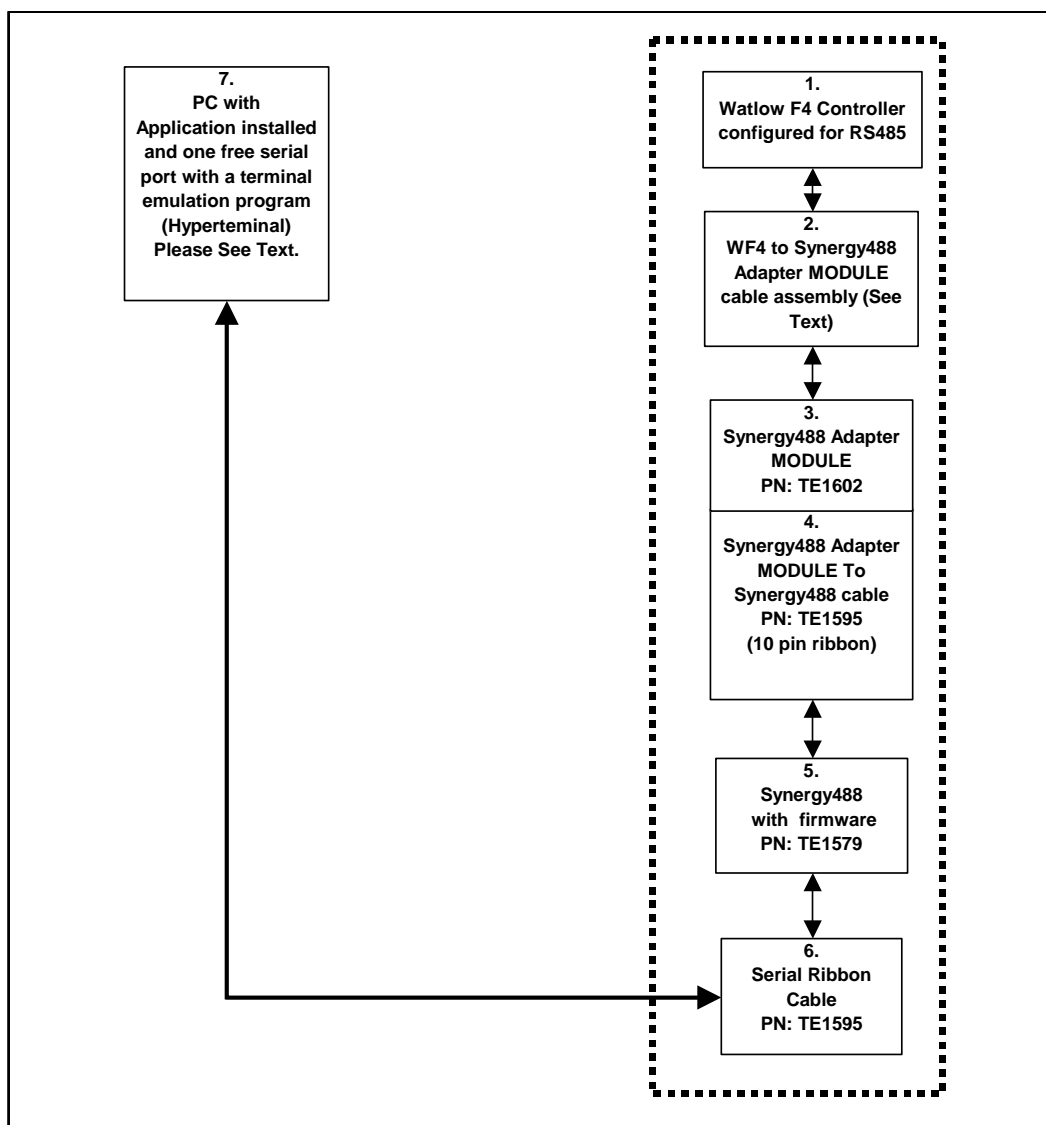 7.
PC with
Application installed
and one free serial
port with a terminal
emulation program
(Hyperteminal)
Please See Text.
1.
Watlow F4 Controller
configured for RS485
2.
WF4 to Synergy488
Adapter MODULE
cable assembly (See
Text)
3.
Synergy488 Adapter
MODULE
PN: TE1602
4.
Synergy488 Adapter
MODULE To
Synergy488 cable
PN: TE1595
(10 pin ribbon)
5.
Synergy488
with firmware
PN: TE1579
6.
Serial Ribbon
Cable
PN: TE1595